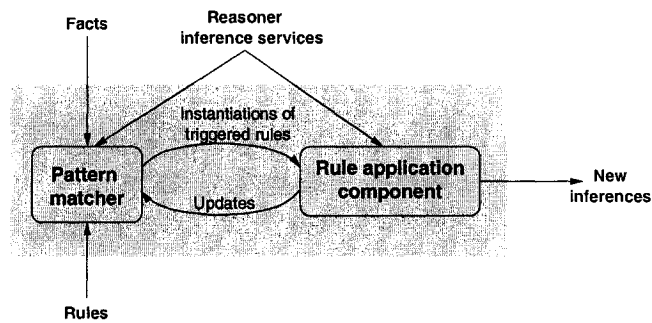 Facts
Reasoner
inference services
Instantiations of
triggered rules
Pattern
matcher
Rule application
component
Updates
New
inferences
Rules